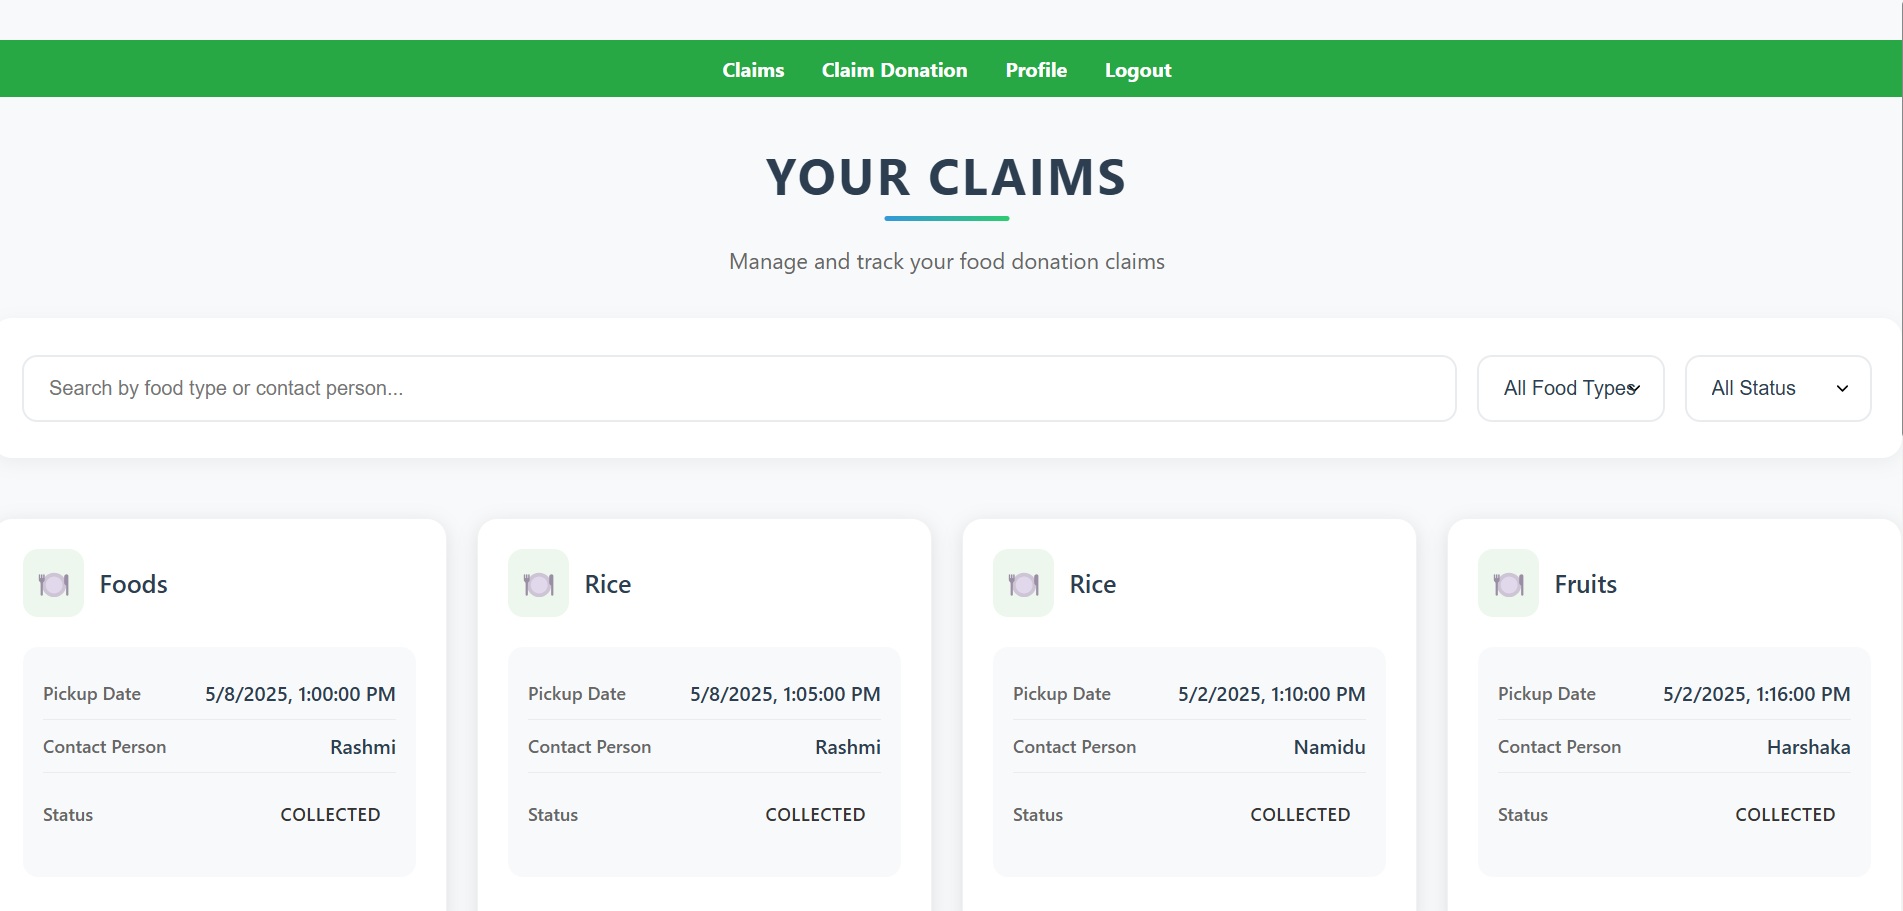 Claims Claim Donation Profile Logout
YOUR CLAIMS
Manage and track your food donation claims
Search by food type or contact person...
All Food Types
All Status
Foods
Pickup Date 5/8/2025, 1:00:00 PM
Contact Person Rashmi
Status COLLECTED
Rice
Pickup Date 5/8/2025, 1:05:00 PM
Contact Person Rashmi
Status COLLECTED
Rice
Pickup Date 5/2/2025, 1:10:00 PM
Contact Person Namidu
Status COLLECTED
Fruits
Pickup Date 5/2/2025, 1:16:00 PM
Contact Person Harshaka
Status COLLECTED